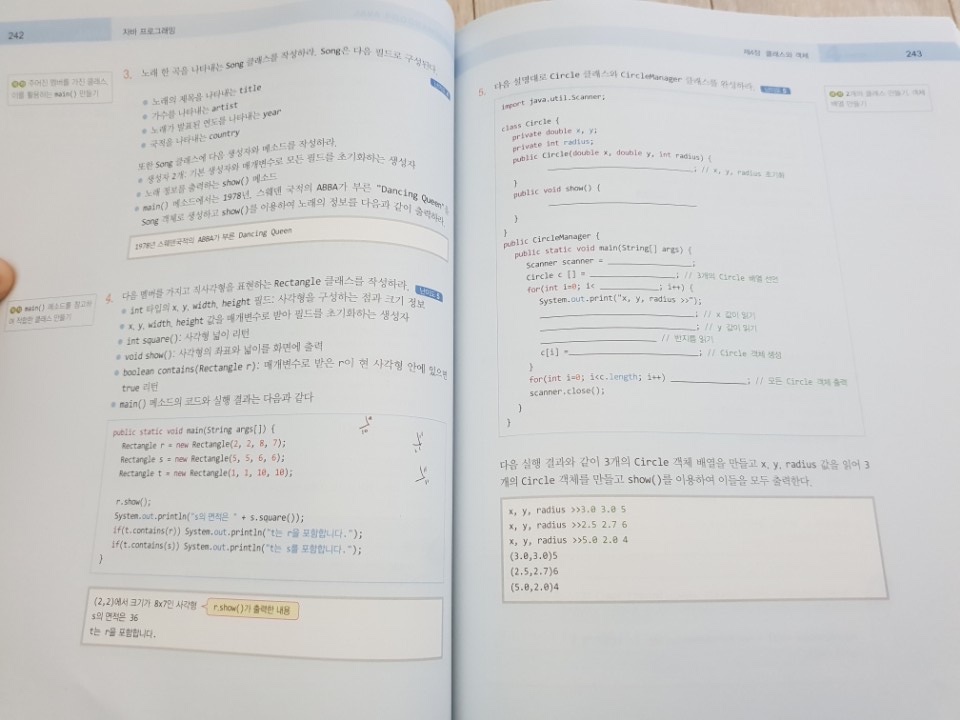 242
자바 프로그래밍
주어진 멤버를 가진 클래스,
이를 활용하는 main() 만들기
3. 노래 한 곡을 나타내는 Song 클래스를 작성하라. Song은 다음 필드로 구성된다.
● 노래의 제목을 나타내는 title
● 가수를 나타내는 artist
● 노래가 발표된 연도를 나타내는 year
● 국적을 나타내는 country
또한 Song 클래스에 다음 생성자와 메소드를 작성하라.
● 생성자 2개: 기본 생성자와 매개변수로 모든 필드를 초기화하는 생성자
● 노래 정보를 출력하는 show() 메소드
● main() 메소드에서는 1978년, 스웨덴 국적의 ABBA가 부른 "Dancing Queen"을
Song 객체로 생성하고 show()를 이용하여 노래의 정보를 다음과 같이 출력하라.
1978년 스웨덴국적의 ABBA가 부른 Dancing Queen
main() 메소드를 참고하
여 적합한 클래스 만들기
4. 다음 멤버를 가지고 직사각형을 표현하는 Rectangle 클래스를 작성하라.
● int 타입의 x, y, width, height 필드: 사각형을 구성하는 점과 크기 정보
● x, y, width, height 값을 매개변수로 받아 필드를 초기화하는 생성자
● int square(): 사각형 넓이 리턴
● void show(): 사각형의 좌표와 넓이를 화면에 출력
● boolean contains(Rectangle r): 매개변수로 받은 r이 현 사각형 안에 있으면
true 리턴
● main() 메소드의 코드와 실행 결과는 다음과 같다
public static void main(String args[]) {
Rectangle r = new Rectangle(2, 2, 8, 7);
Rectangle s = new Rectangle(5, 5, 6, 6);
Rectangle t = new Rectangle(1, 1, 10, 10);
r.show();
System.out.println("s의 면적은 " + s.square());
if(t.contains(r)) System.out.println("t는 r을 포함합니다.");
if(t.contains(s)) System.out.println("t는 s를 포함합니다.");
}
(2,2)에서 크기가 8x7인 사각형 r.show()가 출력한 내용
s의 면적은 36
t는 r을 포함합니다.
제4장 클래스와 객체
243
2개의 클래스 만들기, 객체
배열 만들기
5. 다음 설명대로 Circle 클래스와 CircleManager 클래스를 완성하라.
import java.util.Scanner;
class Circle {
private double x, y;
private int radius;
public Circle(double x, double y, int radius) {
____________________; // x, y, radius 초기화
}
public void show() {
____________________
}
}
public CircleManager {
public static void main(String[] args) {
Scanner scanner = ____________;
Circle c [] = ____________; // 3개의 Circle 배열 선언
for(int i=0; i< ________; i++) {
System.out.print("x, y, radius >>");
____________________; // x 값 읽기
____________________; // y 값 읽기
____________________ // 반지름 읽기
c[i] =____________________; // Circle 객체 생성
}
for(int i=0; i<c.length; i++) ____________; // 모든 Circle 객체 출력
scanner.close();
}
}
다음 실행 결과와 같이 3개의 Circle 객체 배열을 만들고 x, y, radius 값을 읽어 3
개의 Circle 객체를 만들고 show()를 이용하여 이들을 모두 출력한다.
x, y, radius >>3.0 3.0 5
x, y, radius >>2.5 2.7 6
x, y, radius >>5.0 2.0 4
(3.0,3.0)5
(2.5,2.7)6
(5.0,2.0)4